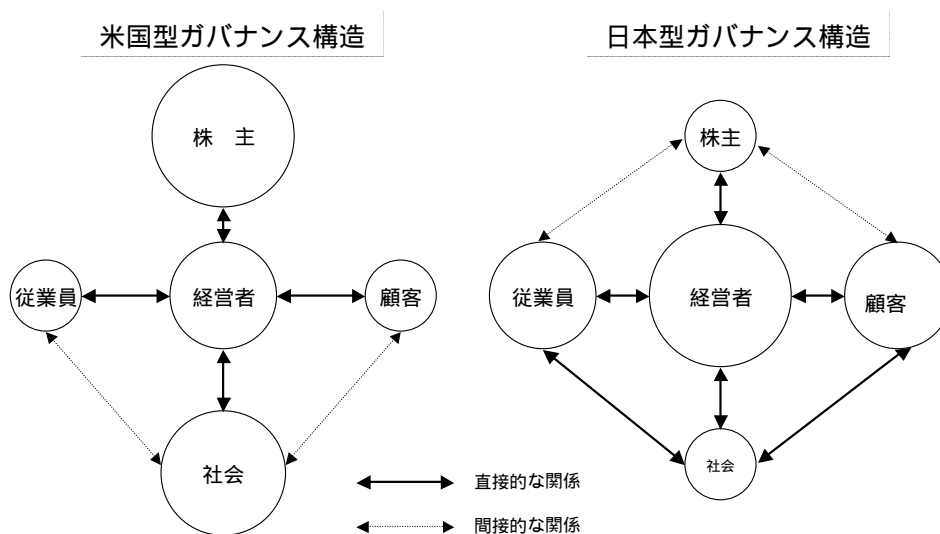 米国型ガバナンス構造
株　主
従業員
経営者
顧客
社会
日本型ガバナンス構造
株主
従業員
経営者
顧客
社会
直接的な関係
間接的な関係